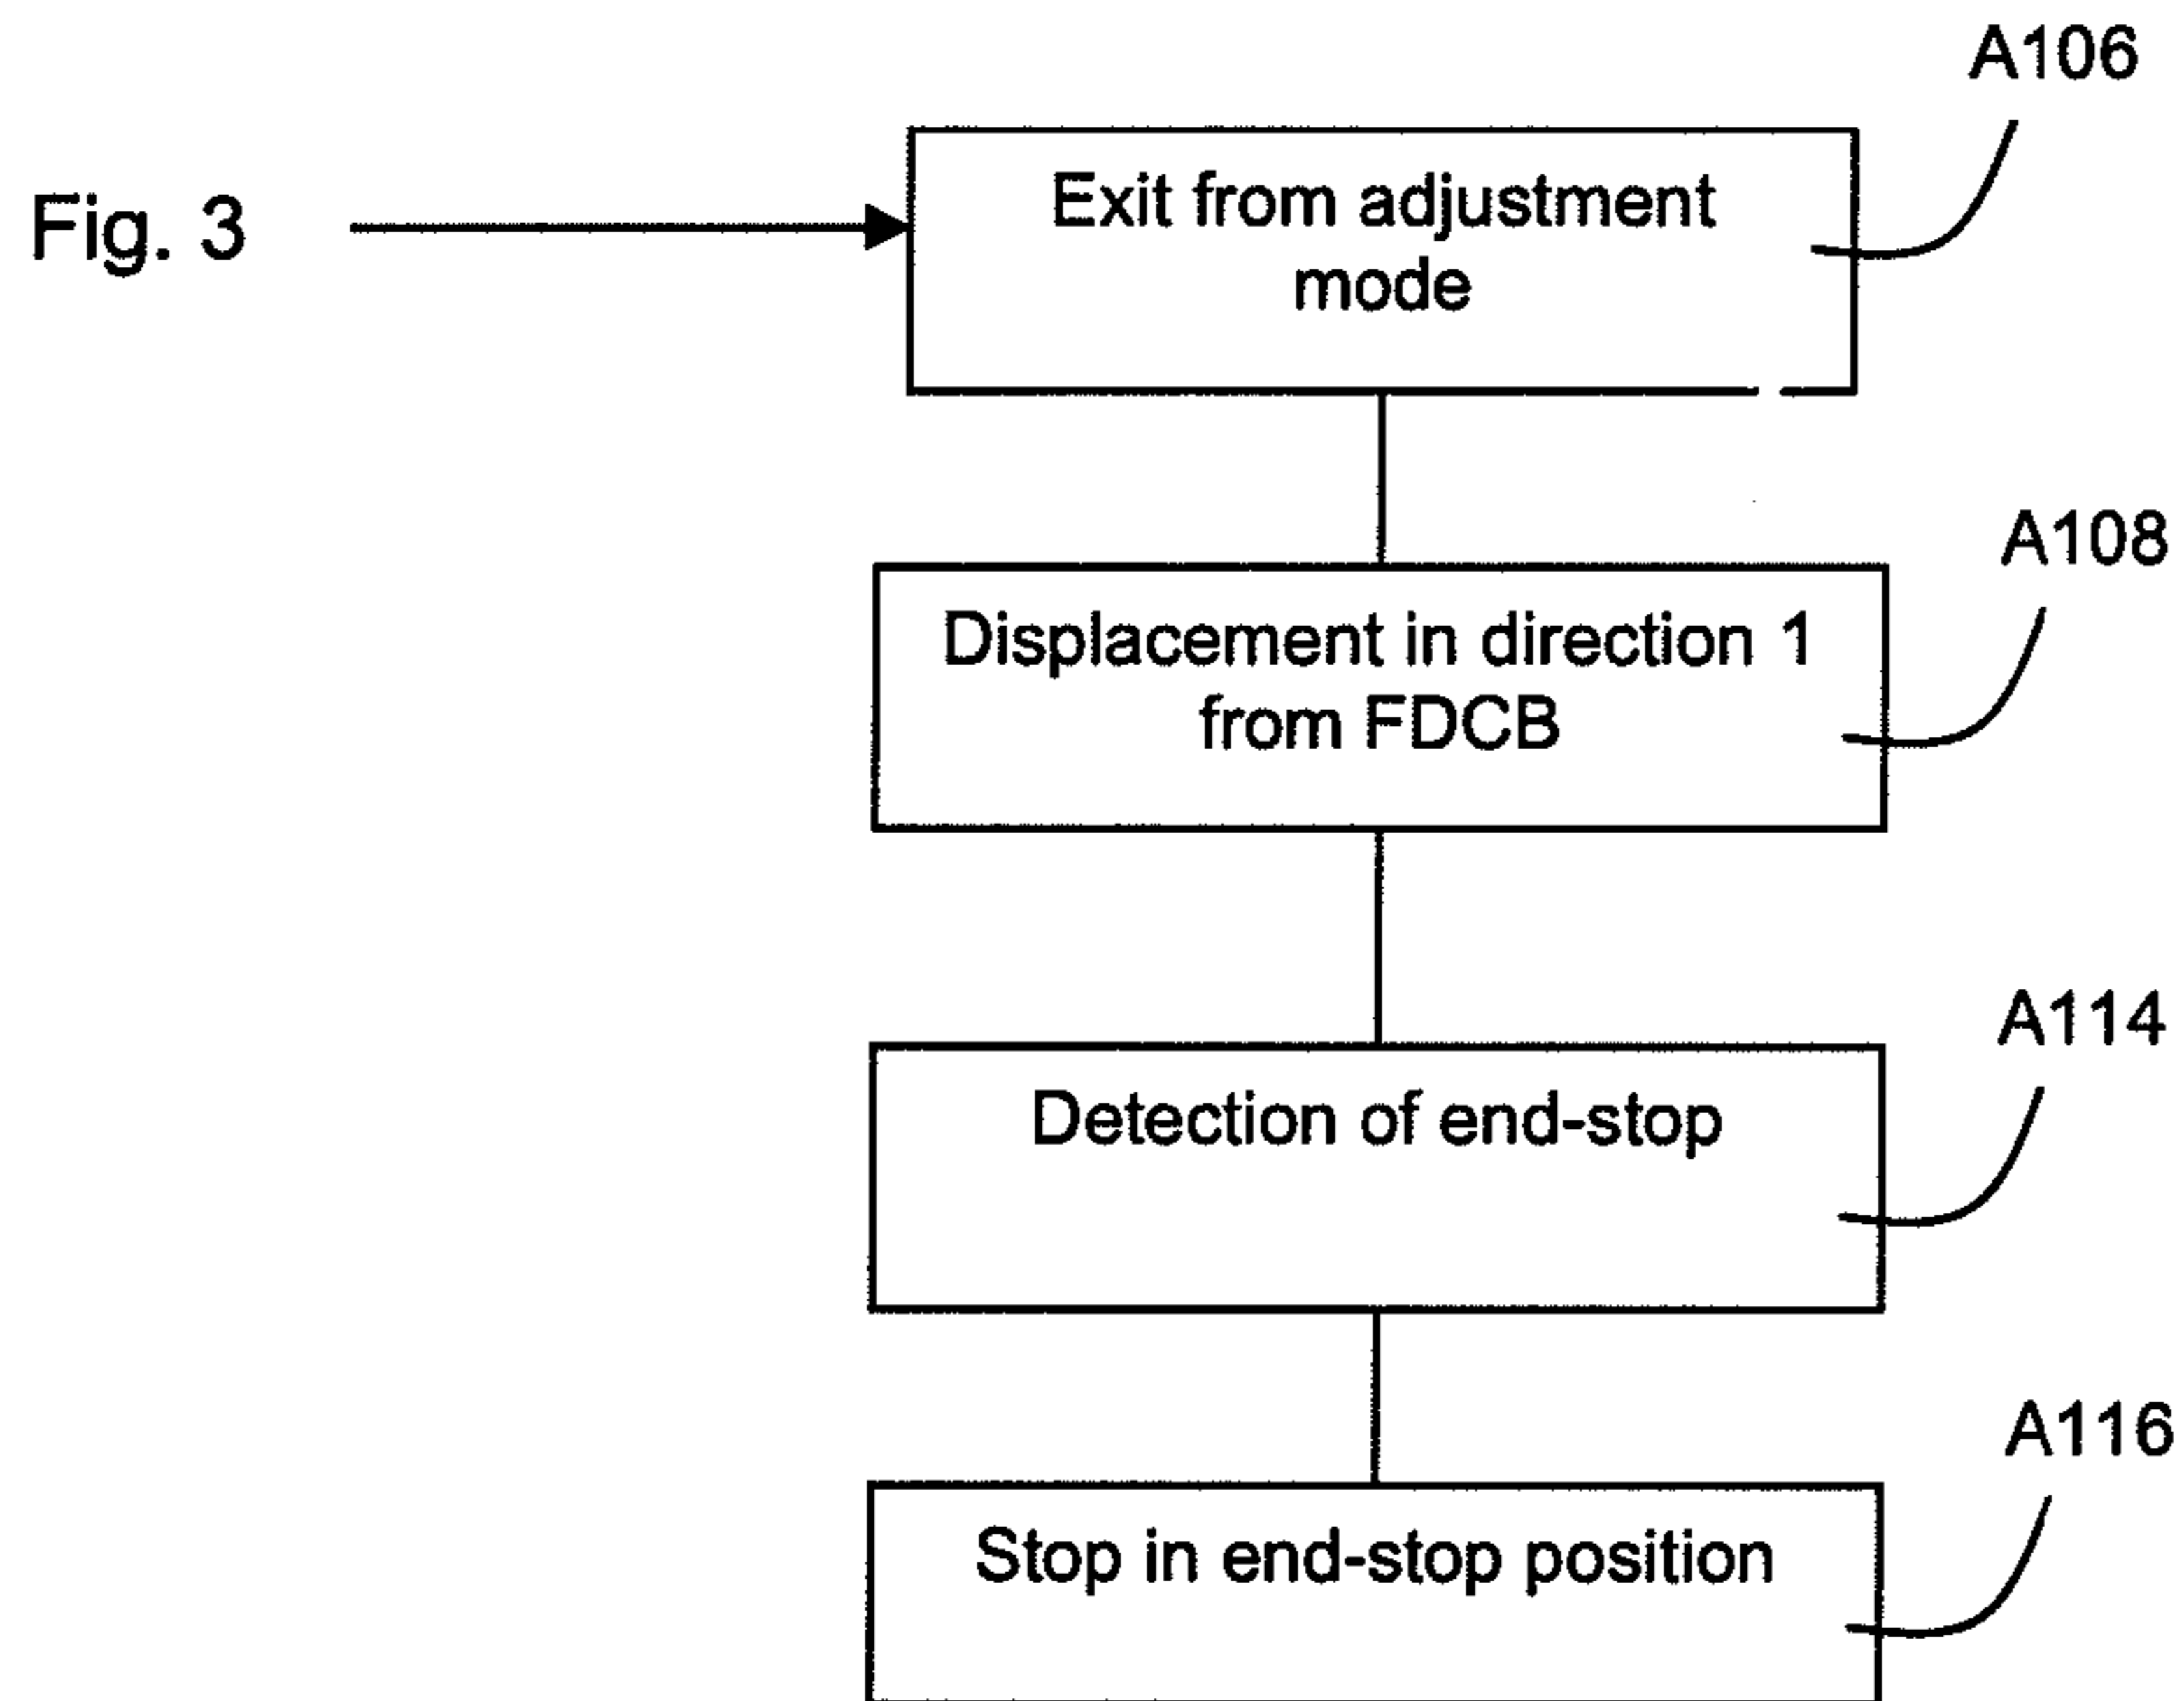 A106
Fig. 3
Exit from adjustment
mode
A108
Displacement in direction 1
from FDCB
A114
Detection of end-stop
A116
Stop in end-stop position